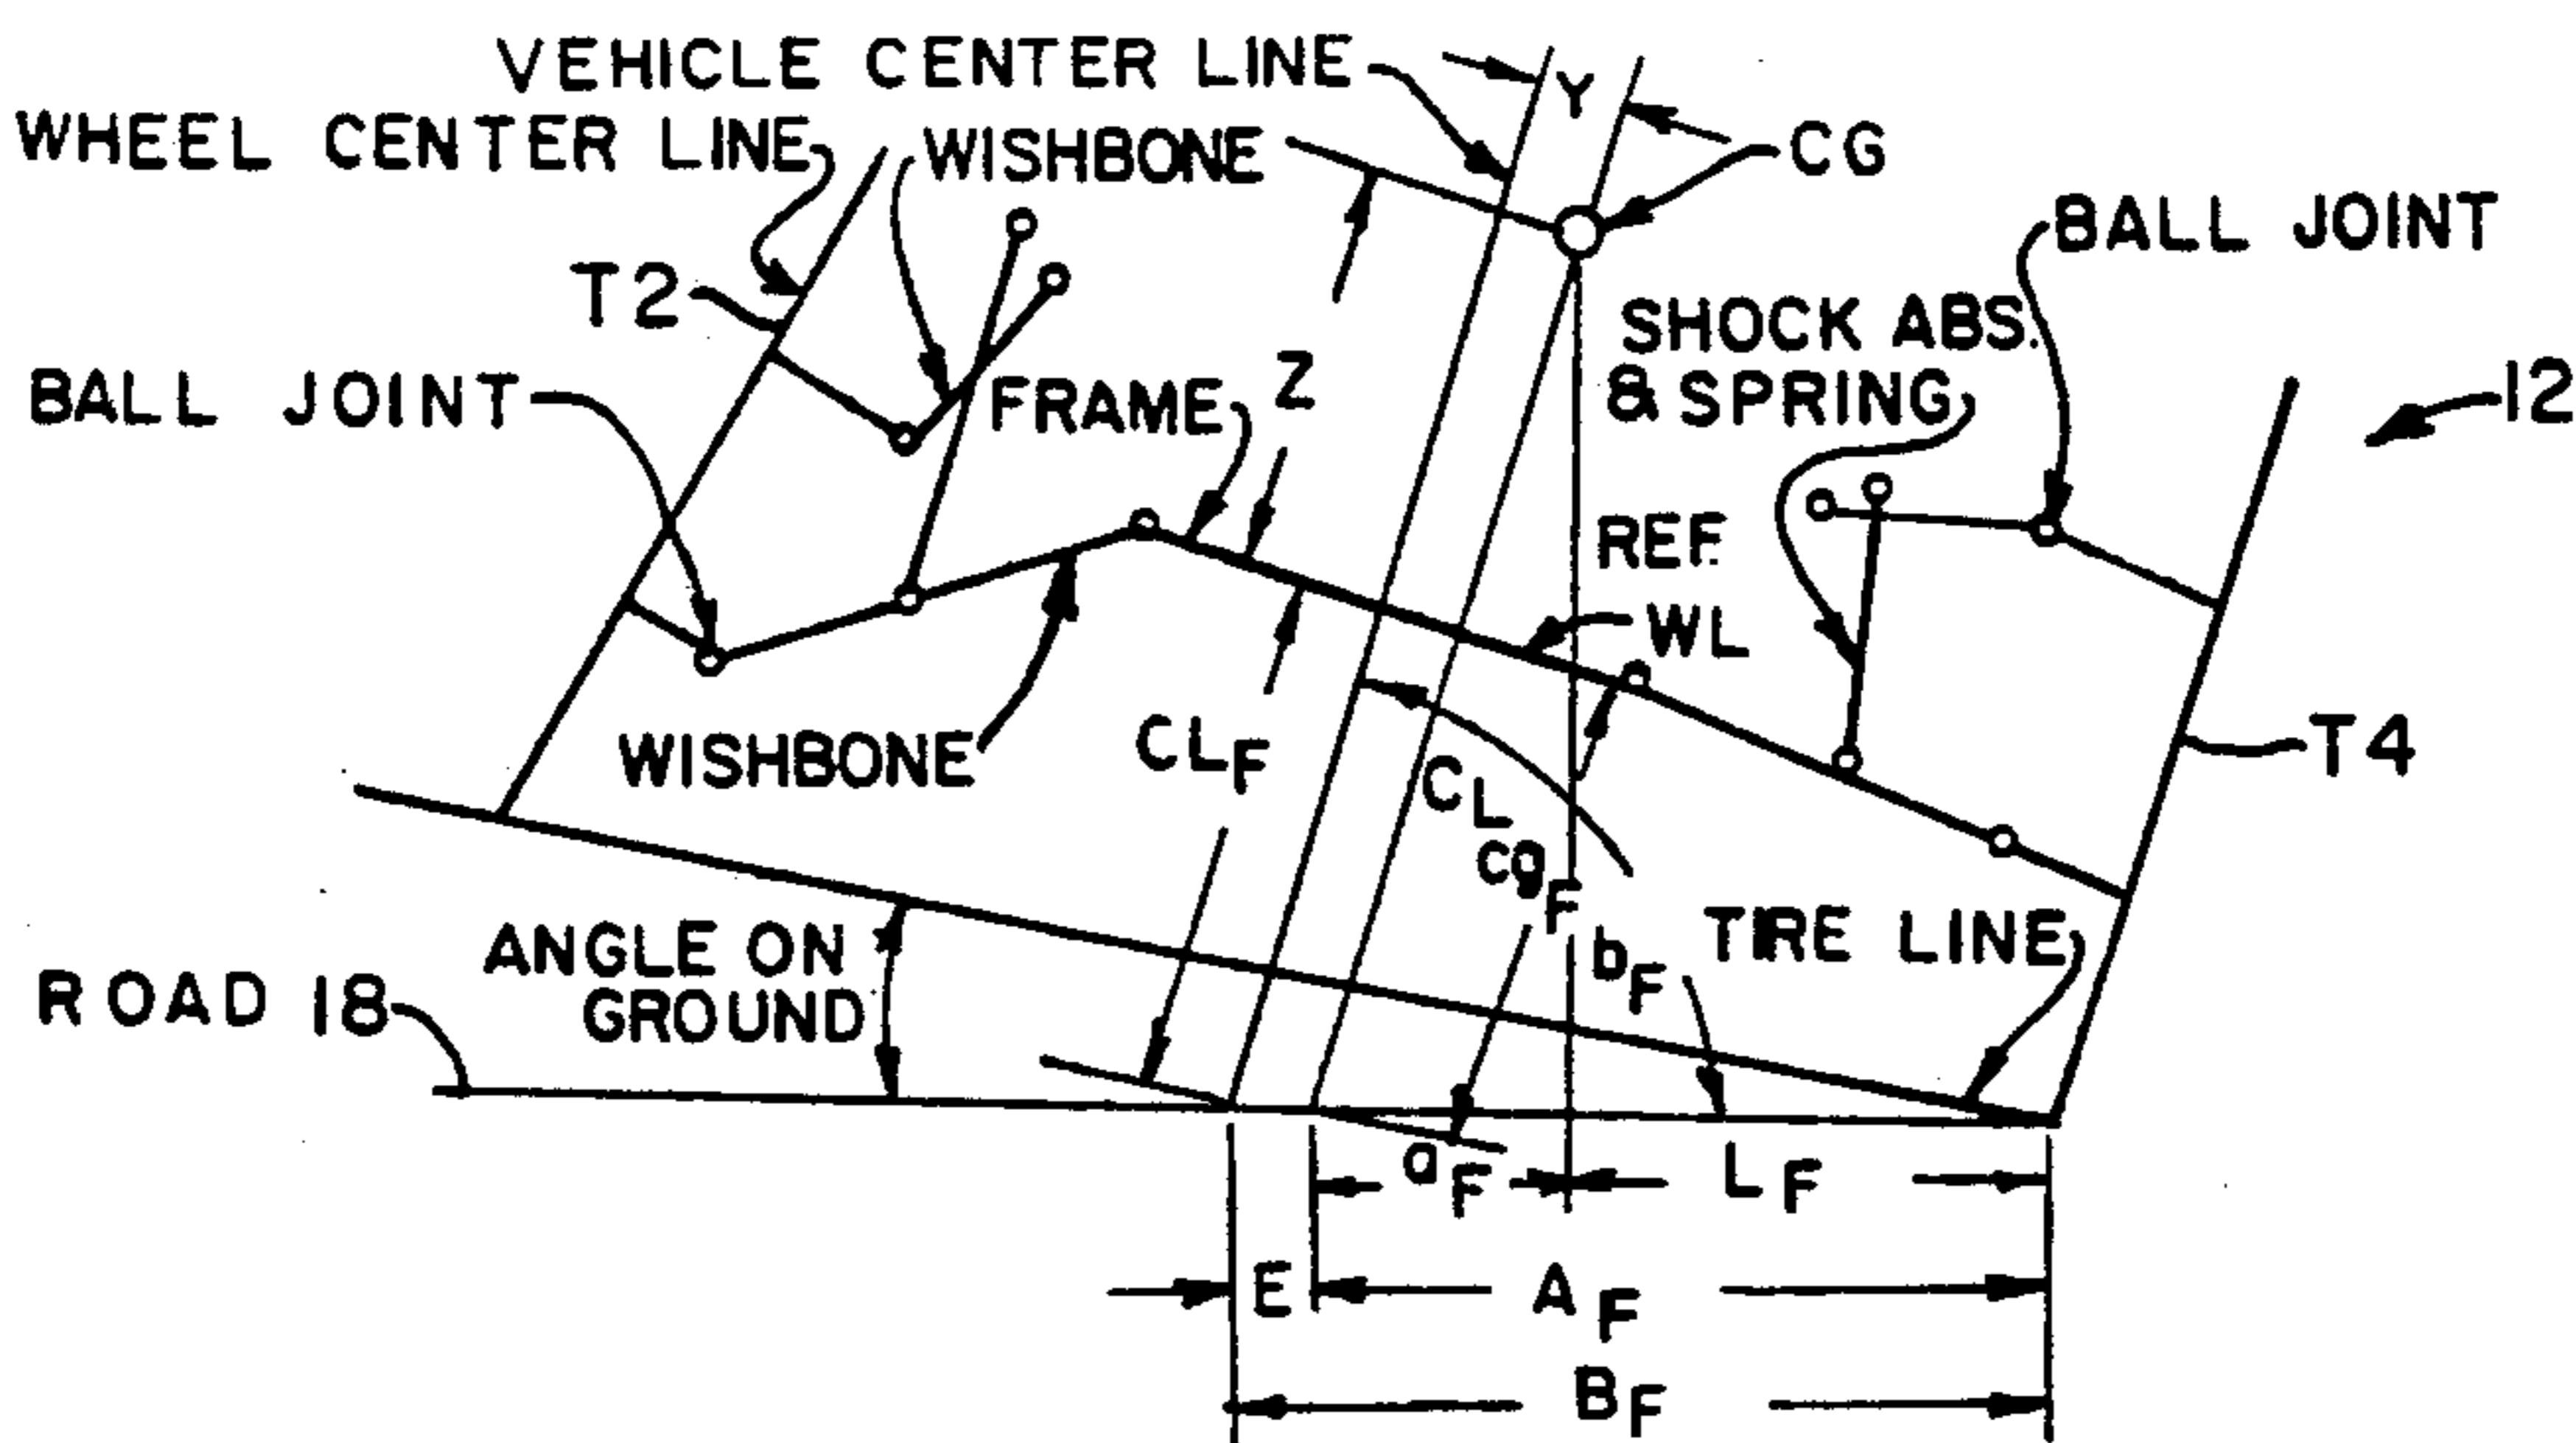 VEHICLE CENTER LINE
Y
WHEEL CENTER LINE
WISHBONE
CG
BALL JOINT
T2
SHOCK ABS.
& SPRING
Z
12
BALL JOINT
FRAME
REF.
WL
WISHBONE
CLF
T4
CL
cgF
ANGLE ON
GROUND
bF
TIRE LINE
ROAD 18
aF
LF
E
AF
BF